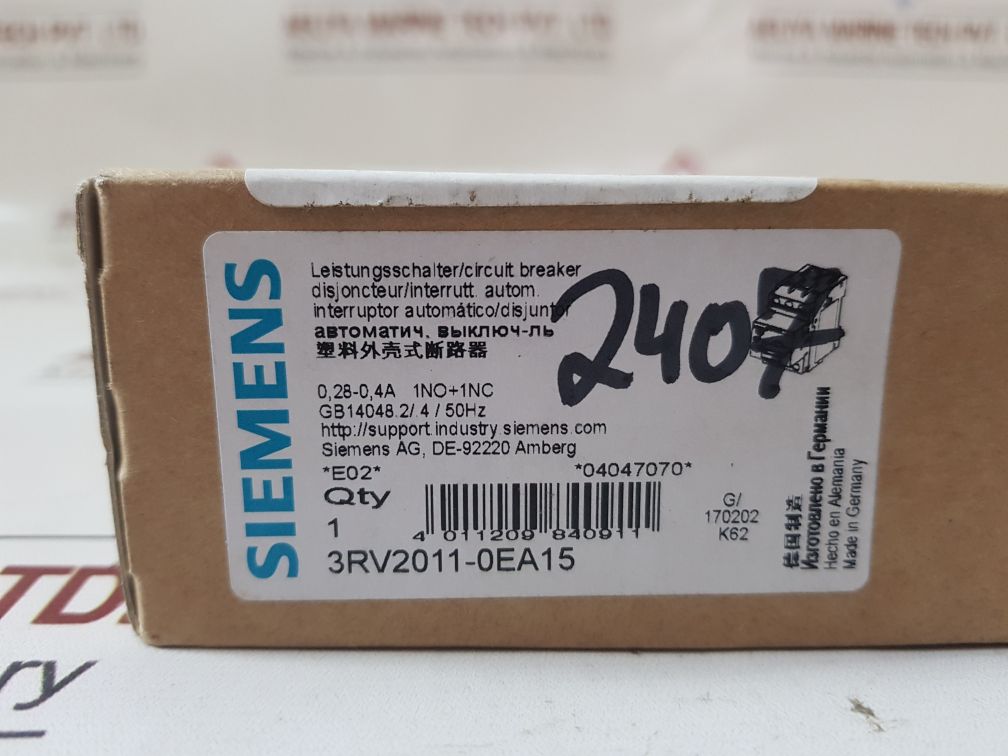 SIEMENS
Leistungsschalter/circuit breaker
disjoncteur/interrutt. autom.
interruptor automático/disjuntor
автоматич. выключ-ль
塑料外壳式断路器
2407
0,28-0,4A 1NO+1NC
GB14048.2/.4 / 50Hz
http://support.industry.siemens.com
Siemens AG, DE-92220 Amberg
*E02* *04047070*
Qty
1
4 011209 840911
3RV2011-0EA15
G/
170202
K62
德国制造
Изготовлено в Германии
Hecho en Alemania
Made in Germany